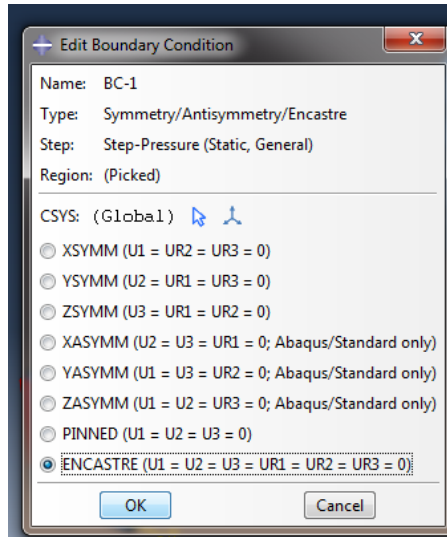 Edit Boundary Condition
Name: BC-1
Type: Symmetry/Antisymmetry/Encastre
Step: Step-Pressure (Static, General)
Region: (Picked)
CSYS: (Global)
XSYMM (U1 = UR2 = UR3 = 0)
YSYMM (U2 = UR1 = UR3 = 0)
ZSYMM (U3 = UR1 = UR2 = 0)
XASYMM (U2 = U3 = UR1 = 0; Abaqus/Standard only)
YASYMM (U1 = U3 = UR2 = 0; Abaqus/Standard only)
ZASYMM (U1 = U2 = UR3 = 0; Abaqus/Standard only)
PINNED (U1 = U2 = U3 = 0)
ENCASTRE (U1 = U2 = U3 = UR1 = UR2 = UR3 = 0)
OK Cancel